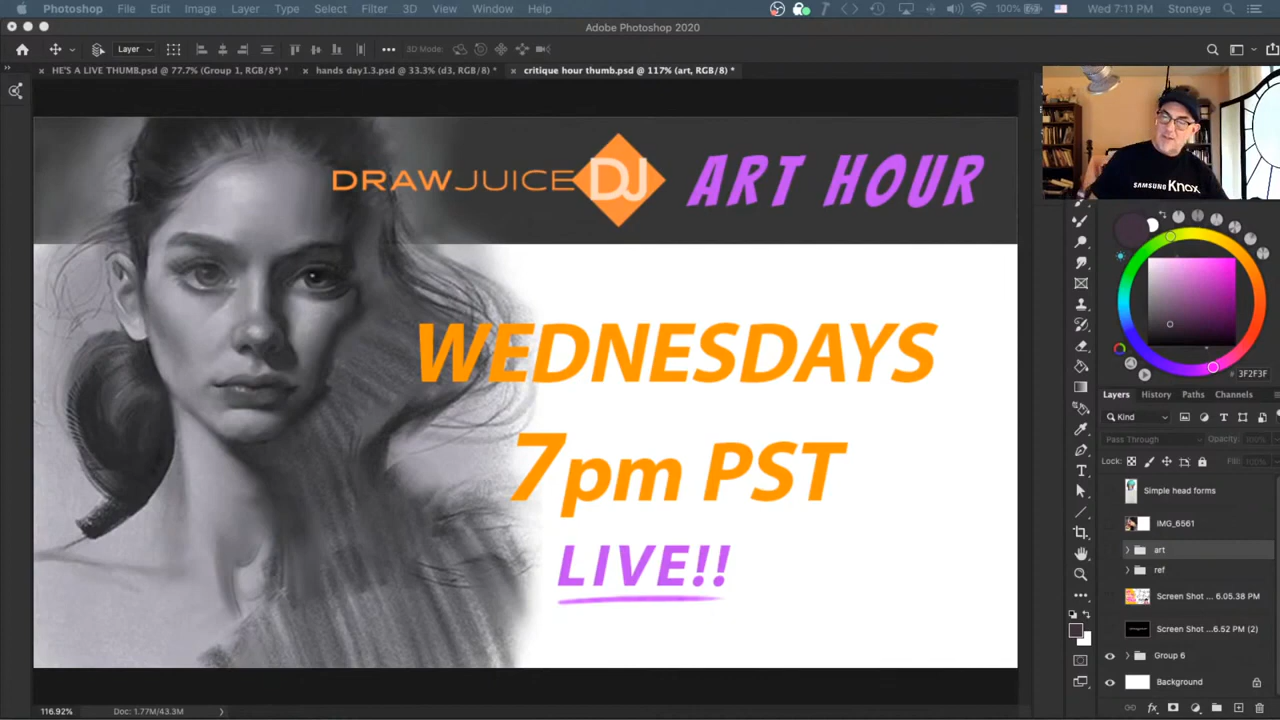 Photoshop File Edit Image Layer Type Select Filter 3D View Window Help 100% Wed 7:11 PM Stoneye
Adobe Photoshop 2020
Layer 3D Mode:
HE'S A LIVE THUMB.psd @ 77.7% (Group 1, RGB/8*) * hands day1.3.psd @ 33.3% (d3, RGB/8) * critique hour thumb.psd @ 117% (art, RGB/8) *
DRAWJUICE DJ ART HOUR
SAMSUNG Knox
WEDNESDAYS
7pm PST
LIVE!!
# 3F2F3F
Layers History Paths Channels
Kind
Pass Through Opacity: 100%
Lock: Fill: 100%
Simple head forms
IMG_6561
art
ref
Screen Shot ... 6.05.38 PM
Screen Shot ...6.52 PM (2)
Group 6
Background
116.92% Doc: 1.77M/43.3M
fx